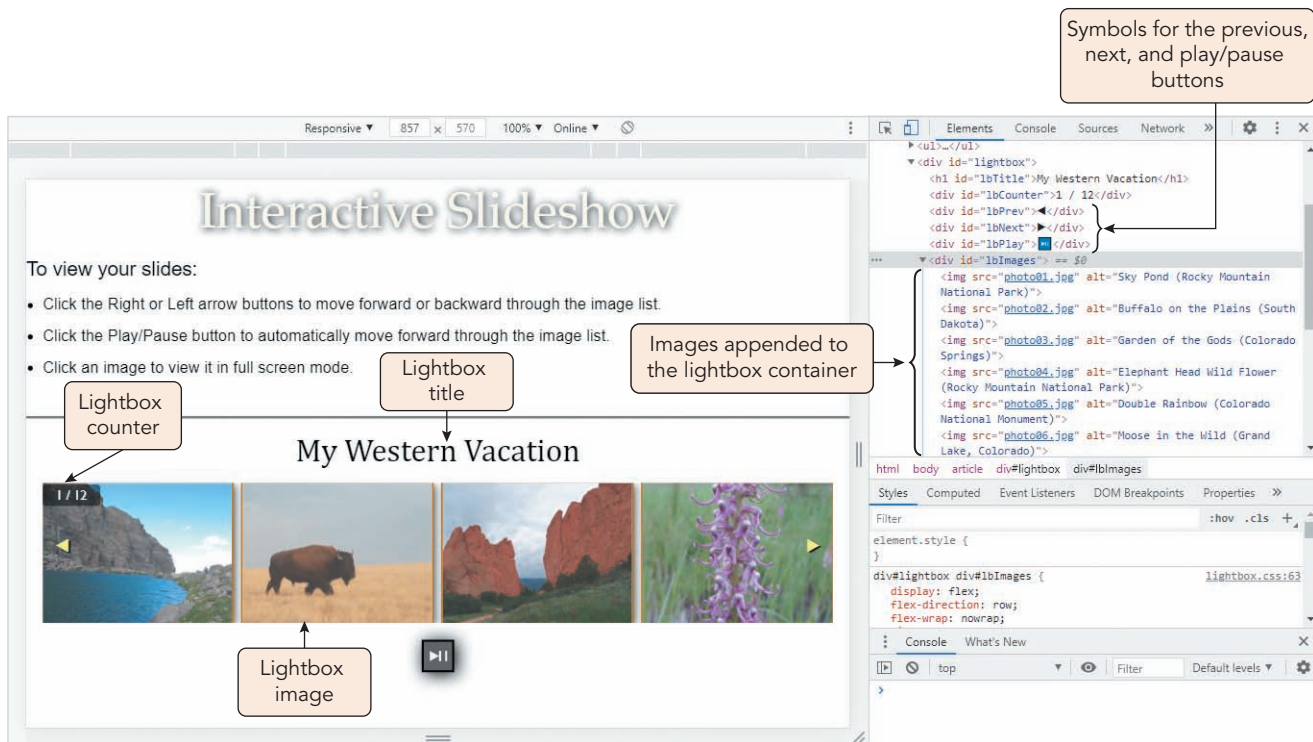 Symbols for the previous,
next, and play/pause
buttons
Responsive ▼ 857 x 570 100% ▼ Online ▼
Elements Console Sources Network »
▶<ul>…</ul>
▼<div id="lightbox">
<h1 id="lbTitle">My Western Vacation</h1>
<div id="lbCounter">1 / 12</div>
<div id="lbPrev">◀</div>
<div id="lbNext">▶</div>
<div id="lbPlay">⏯</div>
… ▼<div id="lbImages"> == $0
<img src="photo01.jpg" alt="Sky Pond (Rocky Mountain
National Park)">
<img src="photo02.jpg" alt="Buffalo on the Plains (South
Dakota)">
<img src="photo03.jpg" alt="Garden of the Gods (Colorado
Springs)">
<img src="photo04.jpg" alt="Elephant Head Wild Flower
(Rocky Mountain National Park)">
<img src="photo05.jpg" alt="Double Rainbow (Colorado
National Monument)">
<img src="photo06.jpg" alt="Moose in the Wild (Grand
Lake, Colorado)">
Images appended to
the lightbox container
Interactive Slideshow
To view your slides:
• Click the Right or Left arrow buttons to move forward or backward through the image list.
• Click the Play/Pause button to automatically move forward through the image list.
• Click an image to view it in full screen mode.
Lightbox
title
Lightbox
counter
My Western Vacation
1 / 12
Lightbox
image
html body article div#lightbox div#lbImages
Styles Computed Event Listeners DOM Breakpoints Properties »
Filter :hov .cls +
element.style {
}
div#lightbox div#lbImages { lightbox.css:63
display: flex;
flex-direction: row;
flex-wrap: nowrap;
Console What's New
top ▼ Filter Default levels ▼
>